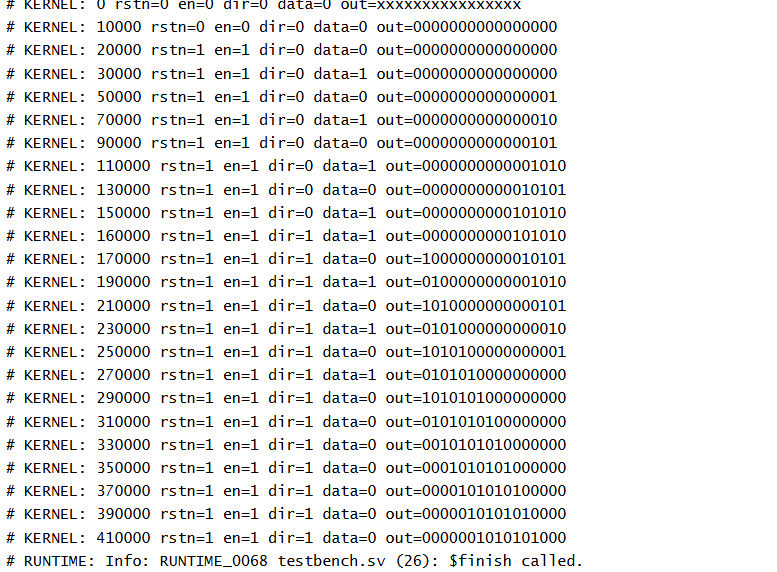 # KERNEL: 0 rstn=0 en=0 dir=0 data=0 out=xxxxxxxxxxxxxxxx
# KERNEL: 10000 rstn=0 en=0 dir=0 data=0 out=0000000000000000
# KERNEL: 20000 rstn=1 en=1 dir=0 data=0 out=0000000000000000
# KERNEL: 30000 rstn=1 en=1 dir=0 data=1 out=0000000000000000
# KERNEL: 50000 rstn=1 en=1 dir=0 data=0 out=0000000000000001
# KERNEL: 70000 rstn=1 en=1 dir=0 data=1 out=0000000000000010
# KERNEL: 90000 rstn=1 en=1 dir=0 data=0 out=0000000000000101
# KERNEL: 110000 rstn=1 en=1 dir=0 data=1 out=0000000000001010
# KERNEL: 130000 rstn=1 en=1 dir=0 data=0 out=0000000000010101
# KERNEL: 150000 rstn=1 en=1 dir=0 data=1 out=0000000000101010
# KERNEL: 160000 rstn=1 en=1 dir=1 data=1 out=0000000000101010
# KERNEL: 170000 rstn=1 en=1 dir=1 data=0 out=1000000000010101
# KERNEL: 190000 rstn=1 en=1 dir=1 data=1 out=0100000000001010
# KERNEL: 210000 rstn=1 en=1 dir=1 data=0 out=1010000000000101
# KERNEL: 230000 rstn=1 en=1 dir=1 data=1 out=0101000000000010
# KERNEL: 250000 rstn=1 en=1 dir=1 data=0 out=1010100000000001
# KERNEL: 270000 rstn=1 en=1 dir=1 data=1 out=0101010000000000
# KERNEL: 290000 rstn=1 en=1 dir=1 data=0 out=1010101000000000
# KERNEL: 310000 rstn=1 en=1 dir=1 data=0 out=0101010100000000
# KERNEL: 330000 rstn=1 en=1 dir=1 data=0 out=0010101010000000
# KERNEL: 350000 rstn=1 en=1 dir=1 data=0 out=0001010101000000
# KERNEL: 370000 rstn=1 en=1 dir=1 data=0 out=0000101010100000
# KERNEL: 390000 rstn=1 en=1 dir=1 data=0 out=0000010101010000
# KERNEL: 410000 rstn=1 en=1 dir=1 data=0 out=0000001010101000
# RUNTIME: Info: RUNTIME_0068 testbench.sv (26): $finish called.